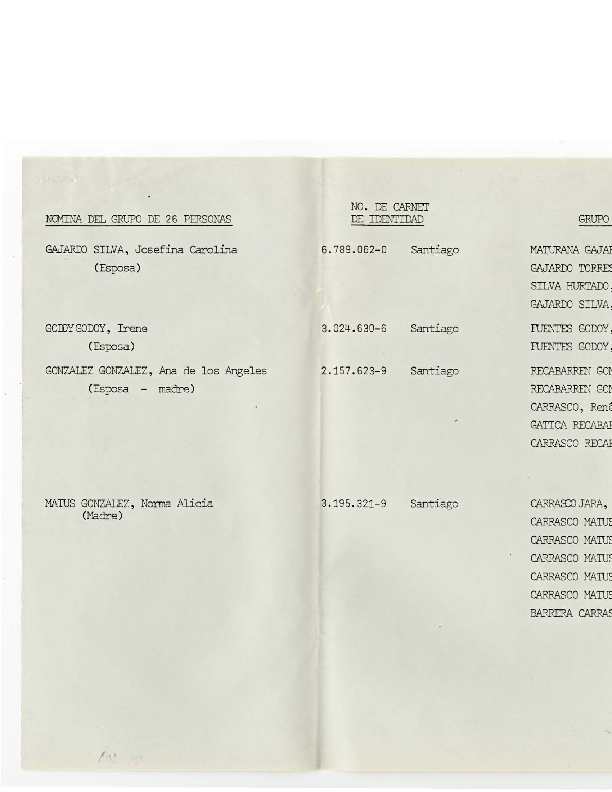 NO. DE CARNET
NOMINA DEL GRUPO DE 26 PERSONAS DE IDENTIDAD GRUPO
GAJARDO SILVA, Josefina Carolina 6.789.062-0 Santiago MATURANA GAJAR
(Esposa) GAJARDO TORRES
SILVA HURTADO,
GAJARDO SILVA,
GODY GODOY, Irene 3.024.630-6 Santiago FUENTES GODOY,
(Esposa) FUENTES GODOY,
GONZALEZ GONZALEZ, Ana de los Angeles 2.157.623-9 Santiago RECABARREN GON
(Esposa - madre) RECABARREN GON
CARRASCO, René
GATICA RECABAR
CARRASCO RECAB
MATUS GONZALEZ, Norma Alicia 3.195.321-9 Santiago CARRASCO JARA,
(Madre) CARRASCO MATUS
CARRASCO MATUS
CARRASCO MATUS
CARRASCO MATUS
CARRASCO MATUS
BARRERA CARRAS